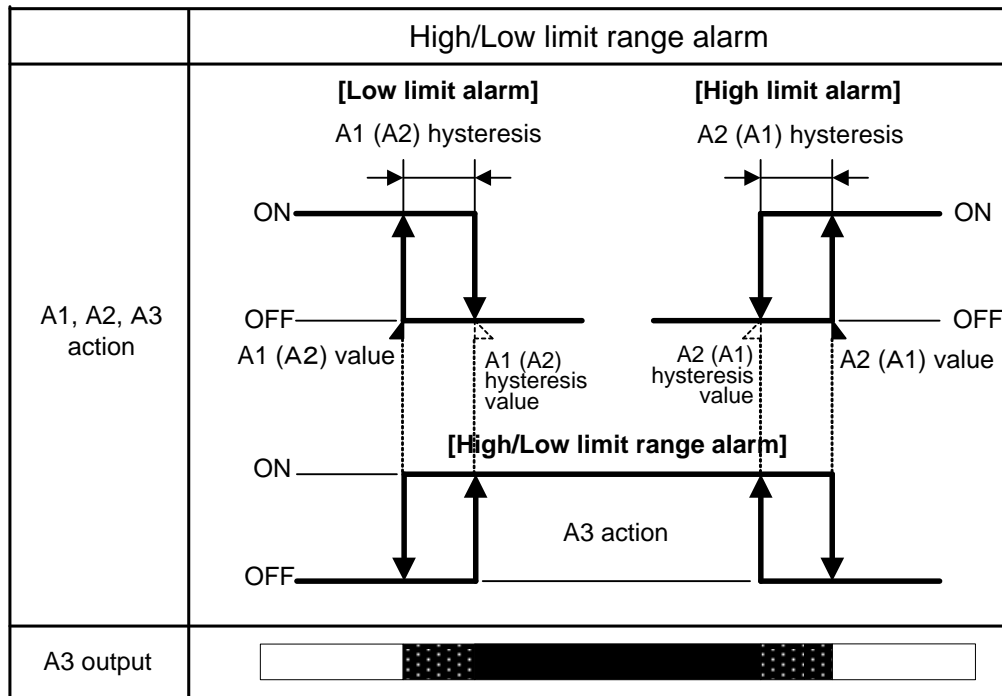 High/Low limit range alarm
[Low limit alarm]
[High limit alarm]
A1 (A2) hysteresis
A2 (A1) hysteresis
ON
ON
A1, A2, A3
action
OFF
OFF
A1 (A2) value
A1 (A2)
hysteresis
value
A2 (A1)
hysteresis
value
A2 (A1) value
[High/Low limit range alarm]
ON
A3 action
OFF
A3 output